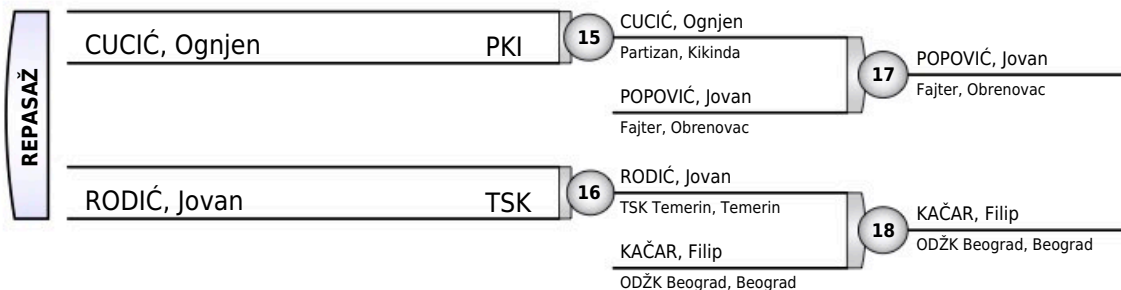 REPASAŽ
CUCIĆ, Ognjen PKI
15
CUCIĆ, Ognjen
Partizan, Kikinda
POPOVIĆ, Jovan
Fajter, Obrenovac
17
POPOVIĆ, Jovan
Fajter, Obrenovac
RODIĆ, Jovan TSK
16
RODIĆ, Jovan
TSK Temerin, Temerin
KAČAR, Filip
ODŽK Beograd, Beograd
18
KAČAR, Filip
ODŽK Beograd, Beograd